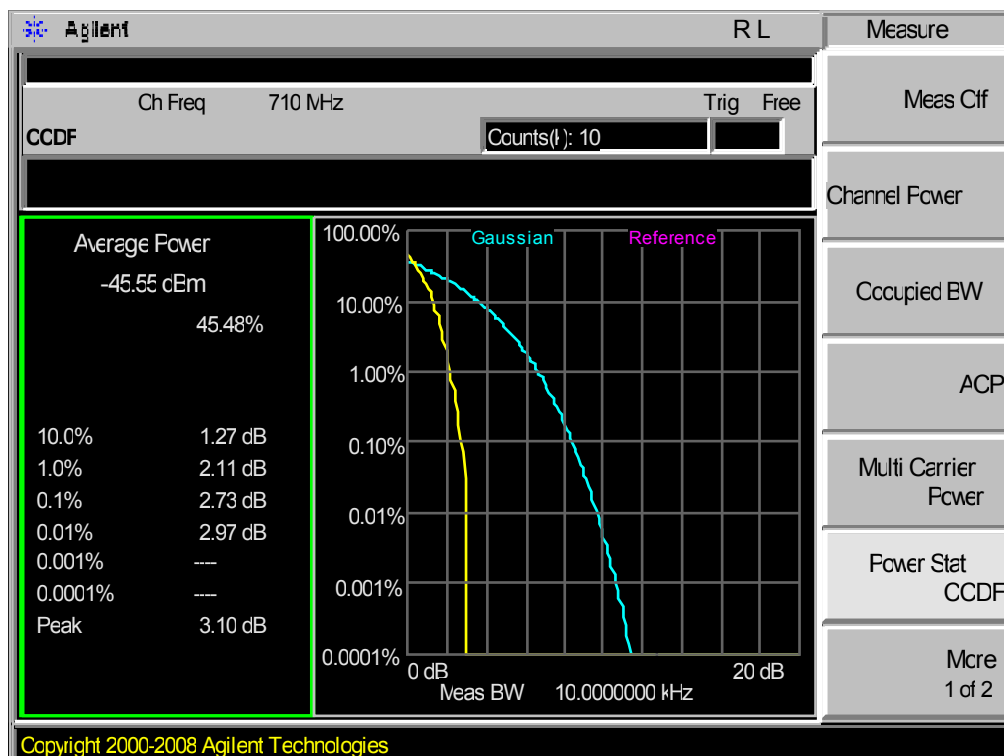 Agilent R L Measure
Ch Freq 710 MHz Trig Free
CCDF Counts(k): 10
Meas Off
Channel Power
Occupied BW
ACP
Multi Carrier
Power
Power Stat
CCDF
More
1 of 2
Average Power
-45.55 dBm
45.48%
10.0% 1.27 dB
1.0% 2.11 dB
0.1% 2.73 dB
0.01% 2.97 dB
0.001% ----
0.0001% ----
Peak 3.10 dB
Gaussian Reference
100.00%
10.00%
1.00%
0.10%
0.01%
0.001%
0.0001%
0 dB 20 dB
Meas BW 10.0000000 kHz
Copyright 2000-2008 Agilent Technologies